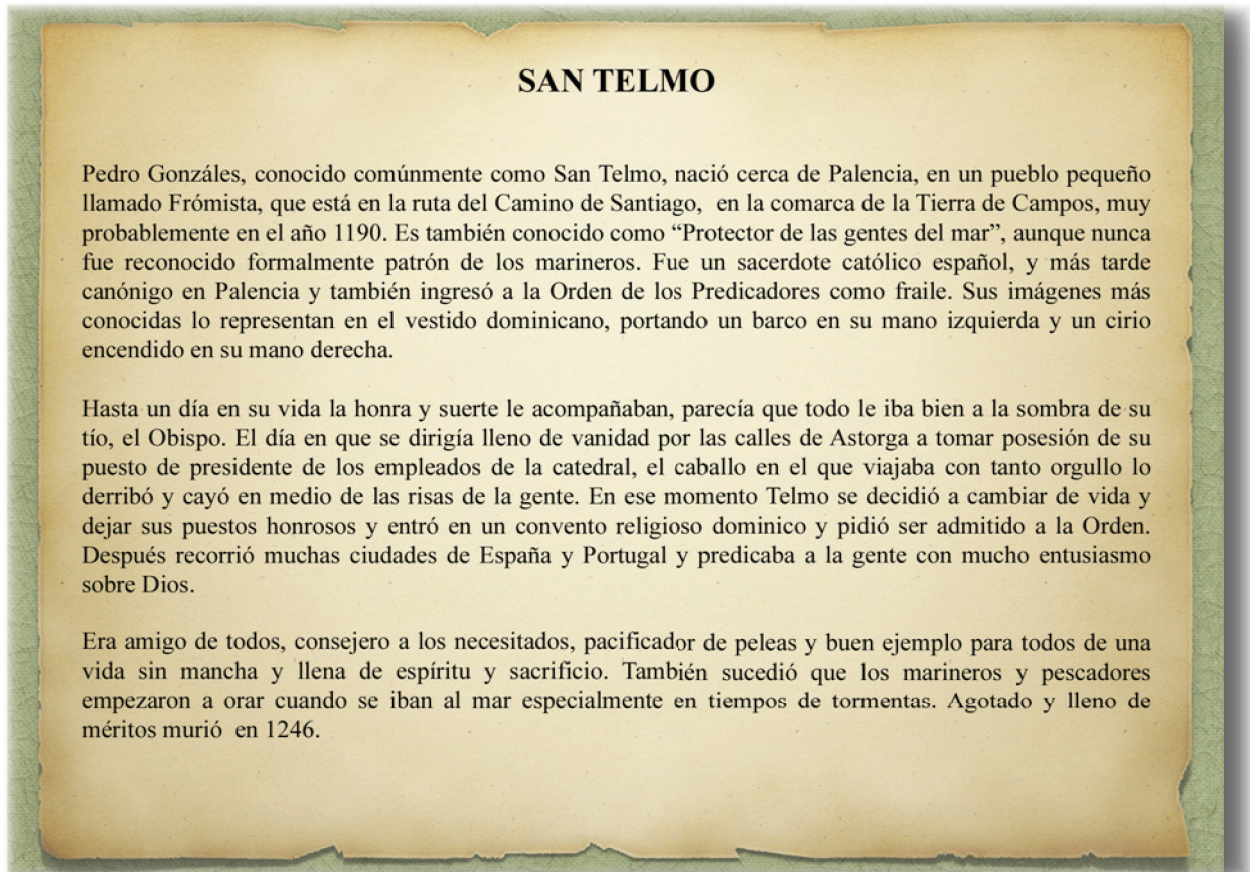 SAN TELMO
Pedro Gonzáles, conocido comúnmente como San Telmo, nació cerca de Palencia, en un pueblo pequeño
llamado Frómista, que está en la ruta del Camino de Santiago, en la comarca de la Tierra de Campos, muy
probablemente en el año 1190. Es también conocido como “Protector de las gentes del mar”, aunque nunca
fue reconocido formalmente patrón de los marineros. Fue un sacerdote católico español, y más tarde
canónigo en Palencia y también ingresó a la Orden de los Predicadores como fraile. Sus imágenes más
conocidas lo representan en el vestido dominicano, portando un barco en su mano izquierda y un cirio
encendido en su mano derecha.
Hasta un día en su vida la honra y suerte le acompañaban, parecía que todo le iba bien a la sombra de su
tío, el Obispo. El día en que se dirigía lleno de vanidad por las calles de Astorga a tomar posesión de su
puesto de presidente de los empleados de la catedral, el caballo en el que viajaba con tanto orgullo lo
derribó y cayó en medio de las risas de la gente. En ese momento Telmo se decidió a cambiar de vida y
dejar sus puestos honrosos y entró en un convento religioso dominico y pidió ser admitido a la Orden.
Después recorrió muchas ciudades de España y Portugal y predicaba a la gente con mucho entusiasmo
sobre Dios.
Era amigo de todos, consejero a los necesitados, pacificador de peleas y buen ejemplo para todos de una
vida sin mancha y llena de espíritu y sacrificio. También sucedió que los marineros y pescadores
empezaron a orar cuando se iban al mar especialmente en tiempos de tormentas. Agotado y lleno de
méritos murió en 1246.